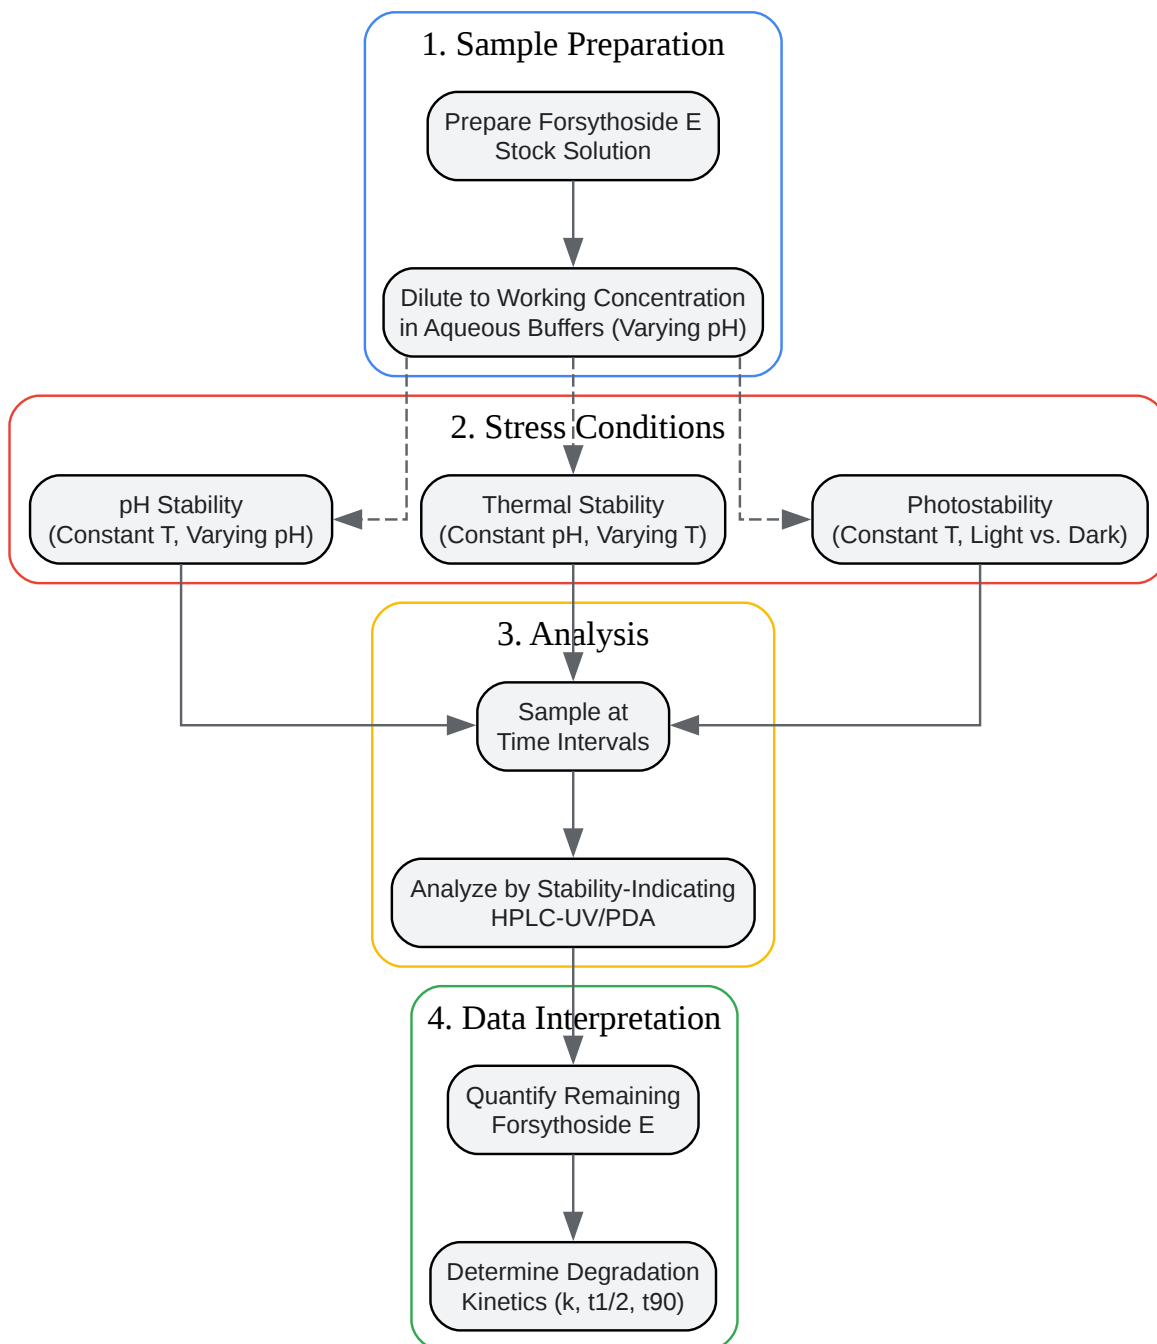 1. Sample Preparation
Prepare Forsythoside E
Stock Solution
Dilute to Working Concentration
in Aqueous Buffers (Varying pH)
2. Stress Conditions
pH Stability
(Constant T, Varying pH)
Thermal Stability
(Constant pH, Varying T)
Photostability
(Constant T, Light vs. Dark)
3. Analysis
Sample at
Time Intervals
Analyze by Stability-Indicating
HPLC-UV/PDA
4. Data Interpretation
Quantify Remaining
Forsythoside E
Determine Degradation
Kinetics (k, t1/2, t90)